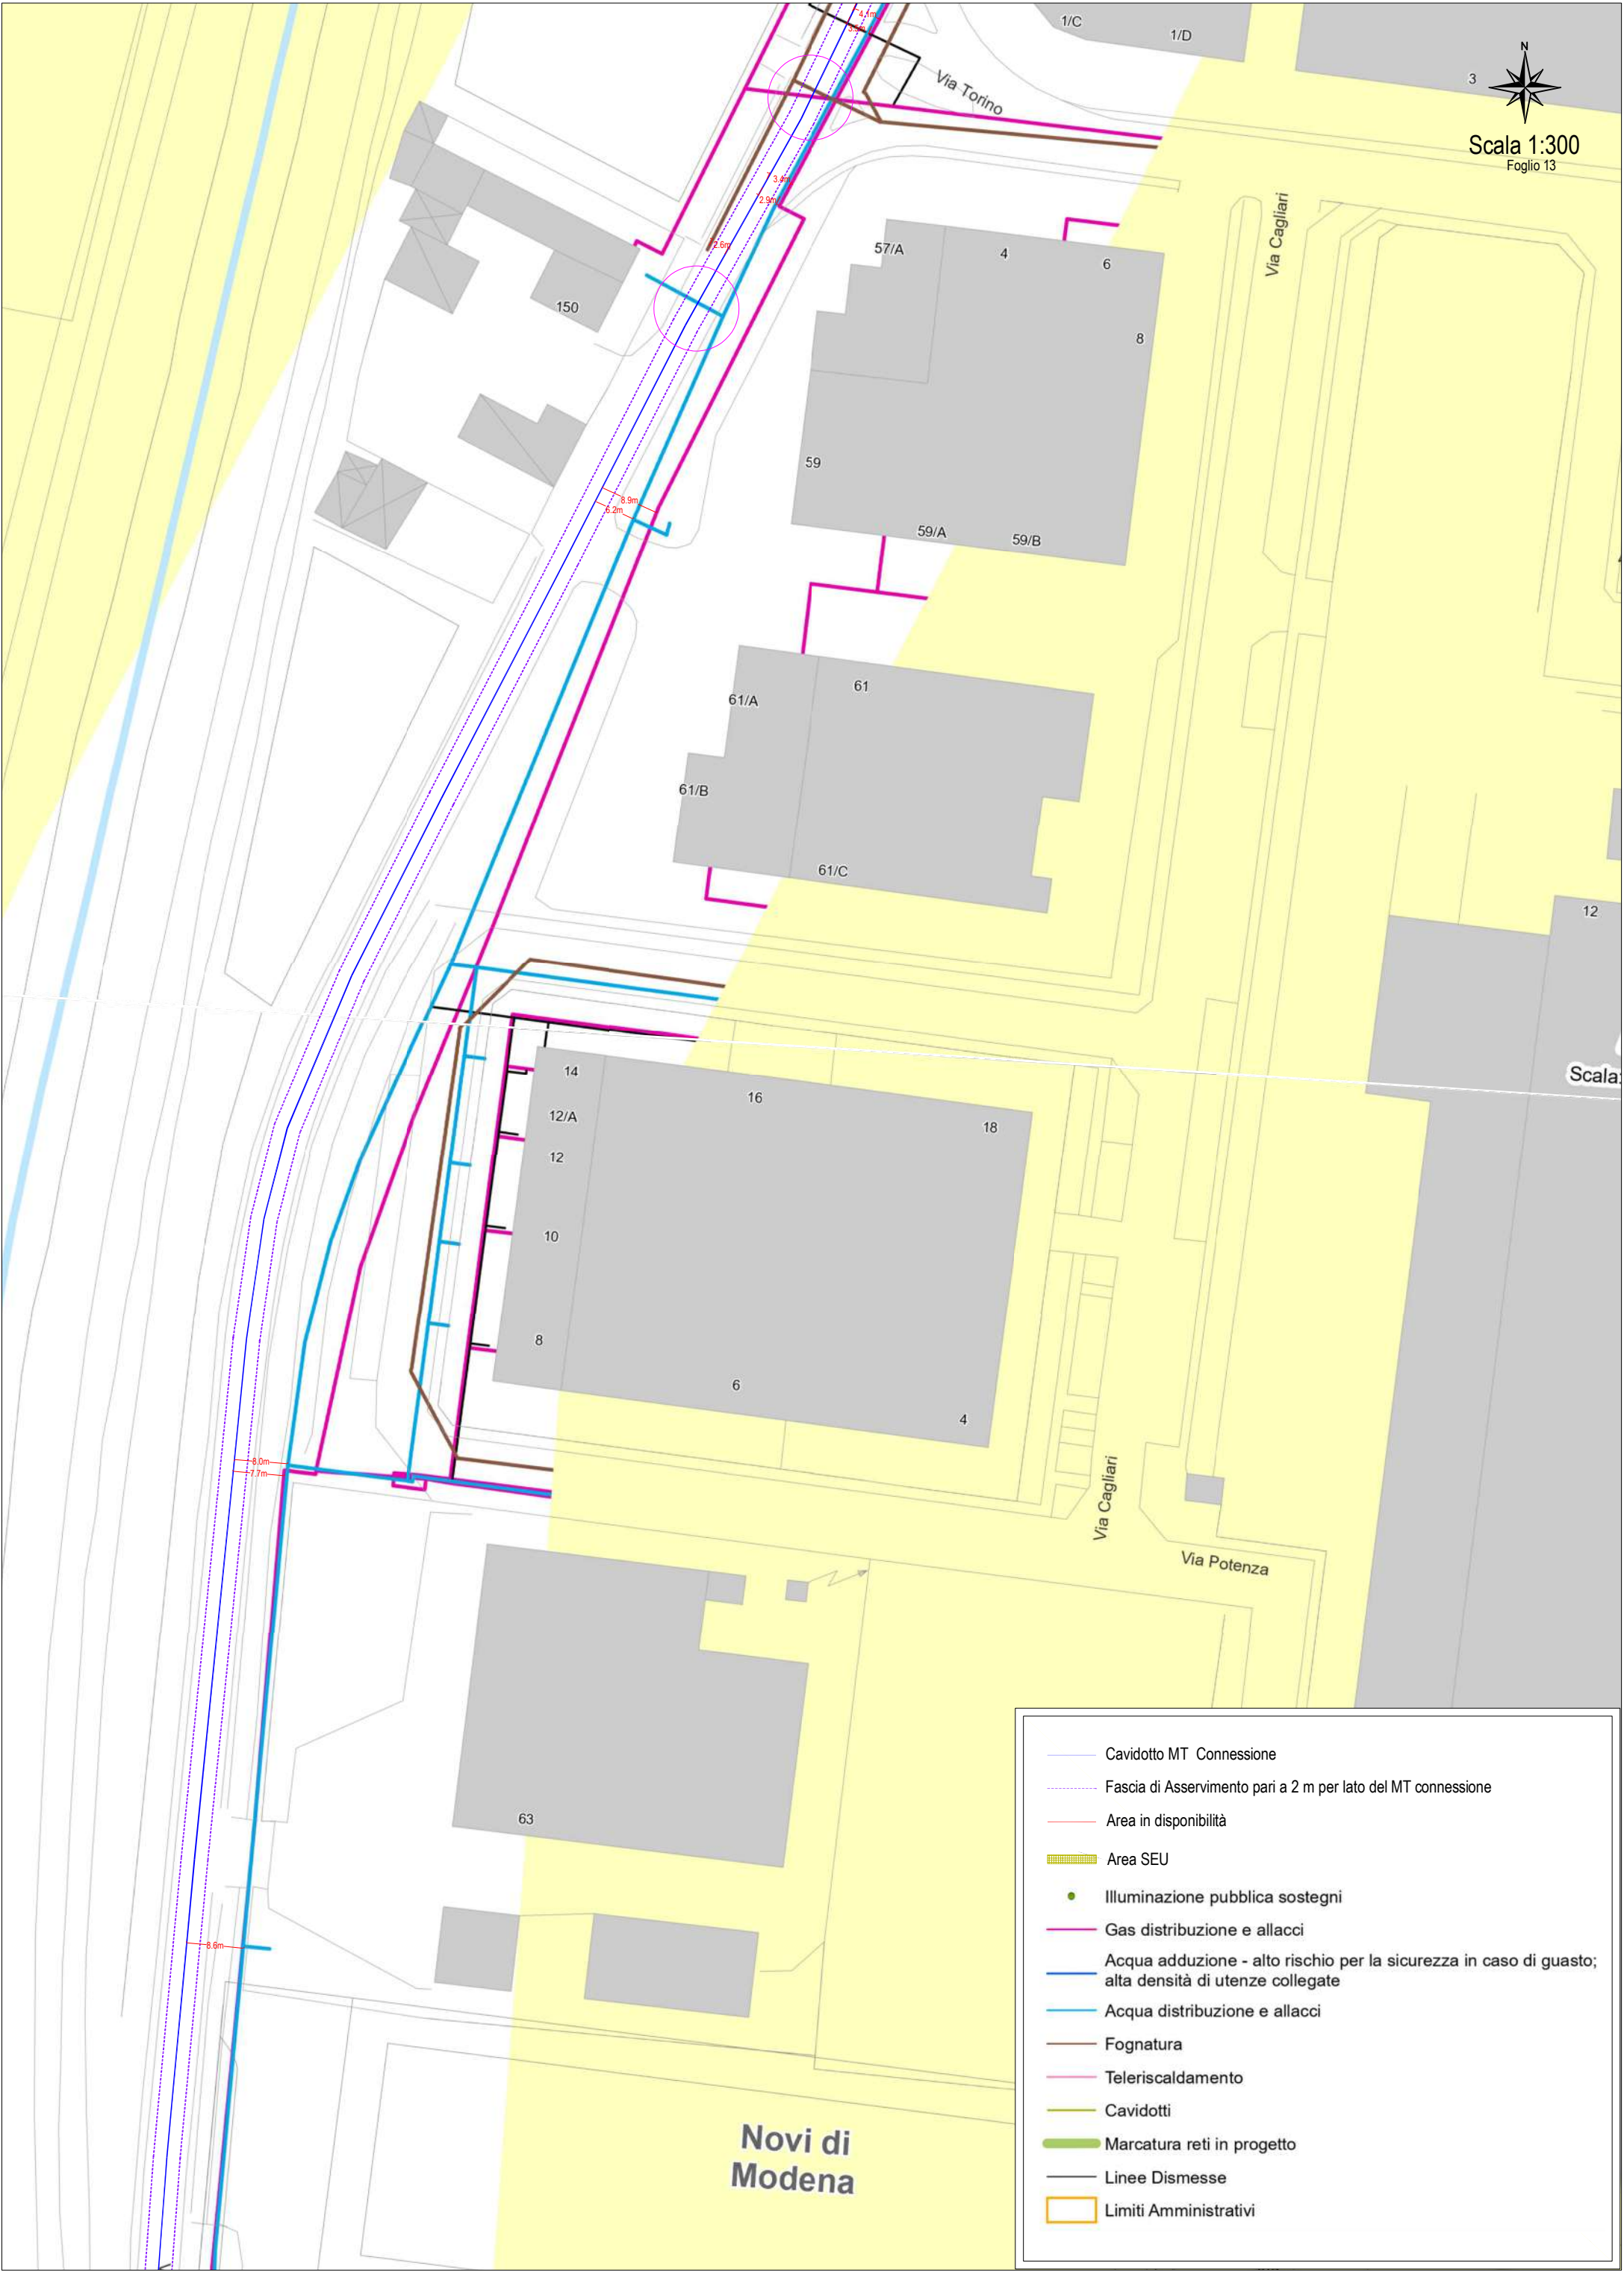 4.1m
1/C
1/D
N
3
Scala 1:300
Foglio 13
Via Torino
3.4m
2.9m
2.6m
Via Cagliari
57/A
4
6
8
150
59
8.9m
6.2m
59/A
59/B
61/A
61
61/B
61/C
12
Scala:
14
16
12/A
18
12
10
8
6
4
8.0m
7.7m
Via Cagliari
Via Potenza
63
8.6m
Novi di
Modena
Cavidotto MT Connessione
Fascia di Asservimento pari a 2 m per lato del MT connessione
Area in disponibilità
Area SEU
Illuminazione pubblica sostegni
Gas distribuzione e allacci
Acqua adduzione - alto rischio per la sicurezza in caso di guasto;
alta densità di utenze collegate
Acqua distribuzione e allacci
Fognatura
Teleriscaldamento
Cavidotti
Marcatura reti in progetto
Linee Dismesse
Limiti Amministrativi